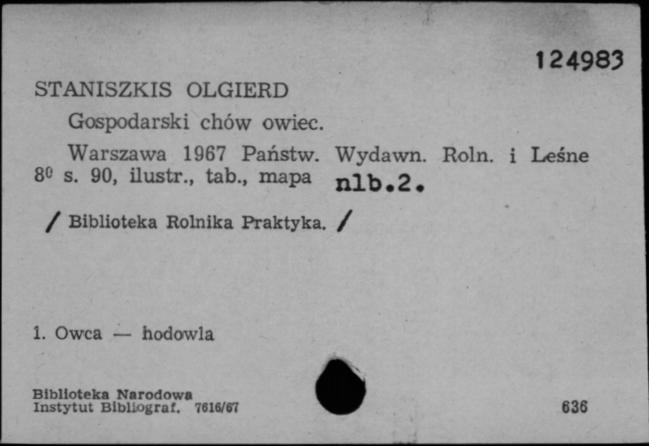 124983
STANISZKIS OLGIERD
Gospodarski chów owiec.
Warszawa 1967 Państw. Wydawn. Roln. i Leśne
8⁰ s. 90, ilustr., tab., mapa nlb.2.
/ Biblioteka Rolnika Praktyka. /
1. Owca — hodowla
Biblioteka Narodowa
Instytut Bibliograf. 7616/67
636